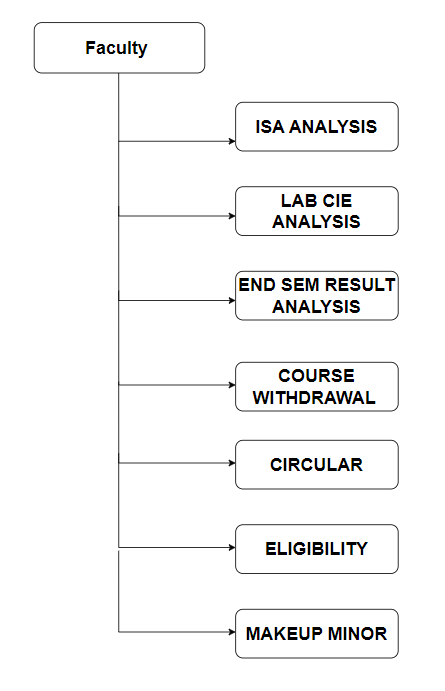 Faculty
ISA ANALYSIS
LAB CIE
ANALYSIS
END SEM RESULT
ANALYSIS
COURSE
WITHDRAWAL
CIRCULAR
ELIGIBILITY
MAKEUP MINOR